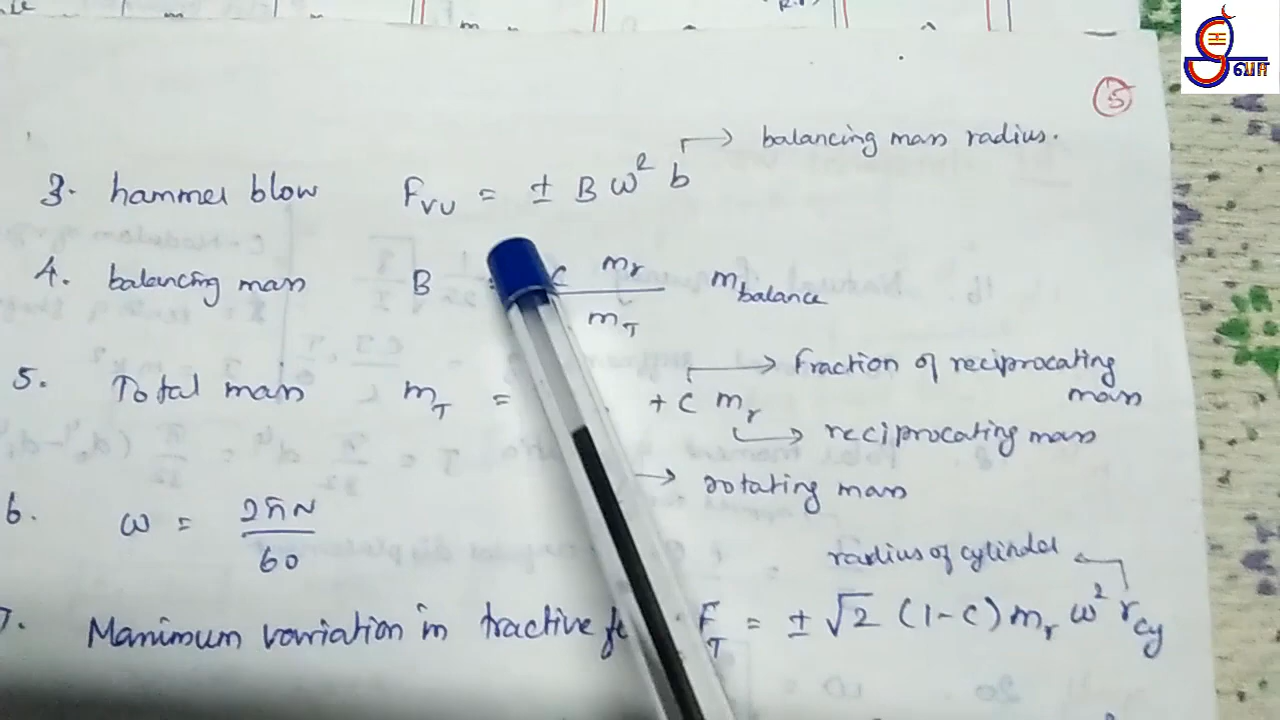 5
balancing mass radius.
3. hammer blow F_VU = ± B ω² b
4. balancing mass B = C m_r / m_T m_balance
Fraction of reciprocating mass
5. Total mass m_T = + C m_r
reciprocating mass
rotating mass
6. ω = 2πN / 60
radius of cylinder
7. Maximum variation in tractive F_T = ± √2 (1-C) m_r ω² r_cy
வா